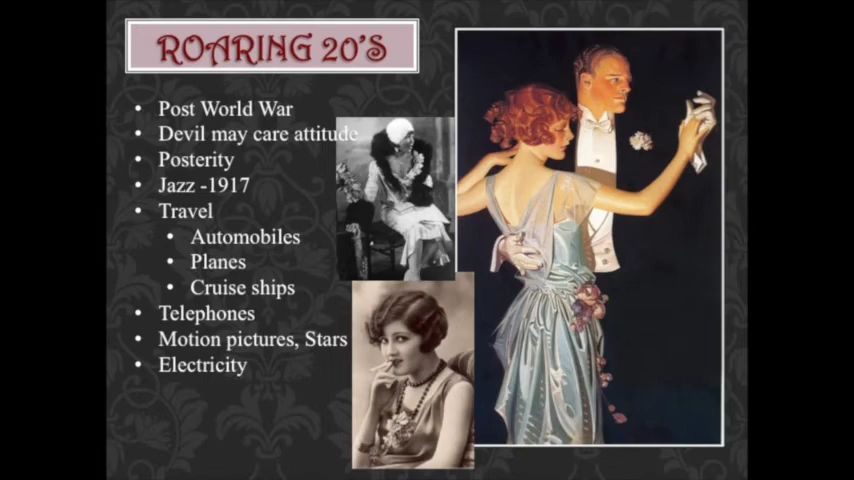 ROARING 20'S
• Post World War
• Devil may care attitude
• Posterity
• Jazz -1917
• Travel
• Automobiles
• Planes
• Cruise ships
• Telephones
• Motion pictures, Stars
• Electricity